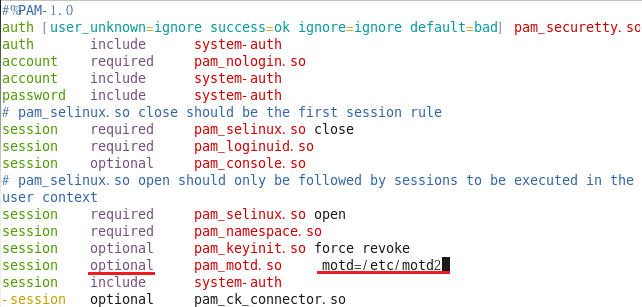 #%PAM-1.0
auth [user_unknown=ignore success=ok ignore=ignore default=bad] pam_securetty.so
auth       include      system-auth
account    required     pam_nologin.so
account    include      system-auth
password   include      system-auth
# pam_selinux.so close should be the first session rule
session    required     pam_selinux.so close
session    required     pam_loginuid.so
session    optional     pam_console.so
# pam_selinux.so open should only be followed by sessions to be executed in the
user context
session    required     pam_selinux.so open
session    required     pam_namespace.so
session    optional     pam_keyinit.so force revoke
session    optional     pam_motd.so     motd=/etc/motd2
session    include      system-auth
-session   optional     pam_ck_connector.so